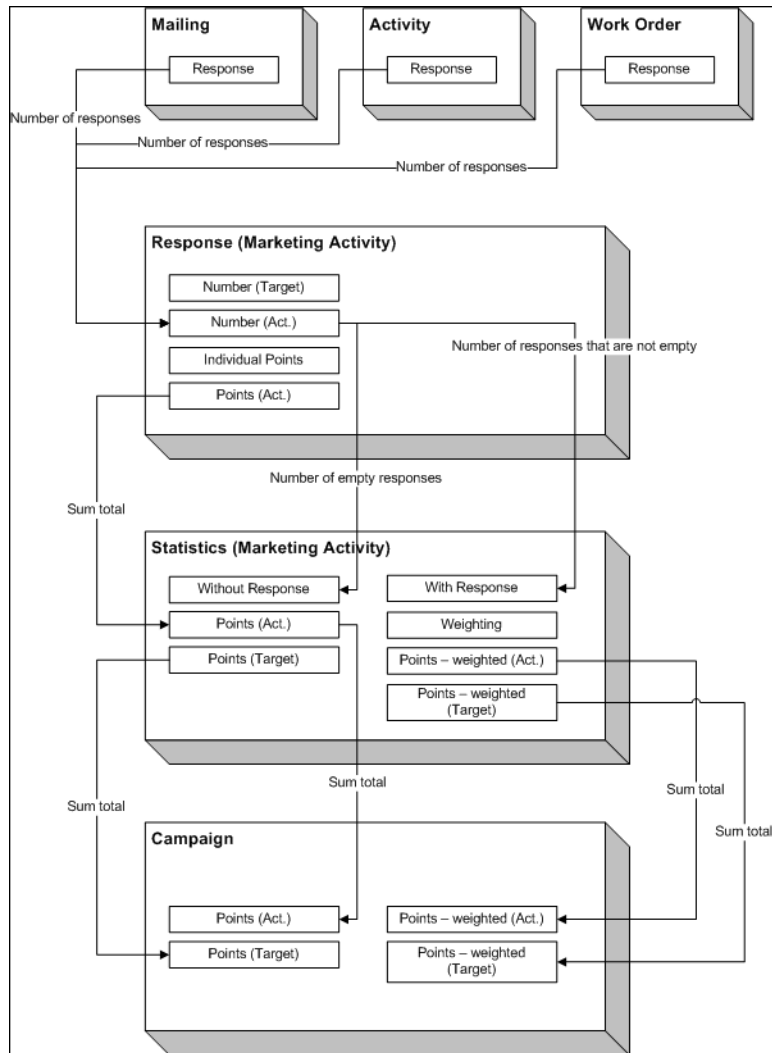 Mailing
Activity
Work Order
Response
Response
Response
Number of responses
Number of responses
Number of responses
Response (Marketing Activity)
Number (Target)
Number (Act.)
Number of responses that are not empty
Individual Points
Points (Act.)
Number of empty responses
Sum total
Statistics (Marketing Activity)
Without Response
With Response
Points (Act.)
Weighting
Points (Target)
Points – weighted (Act.)
Points – weighted
(Target)
Sum total
Sum total
Sum total
Sum total
Campaign
Points (Act.)
Points – weighted (Act.)
Points (Target)
Points – weighted
(Target)